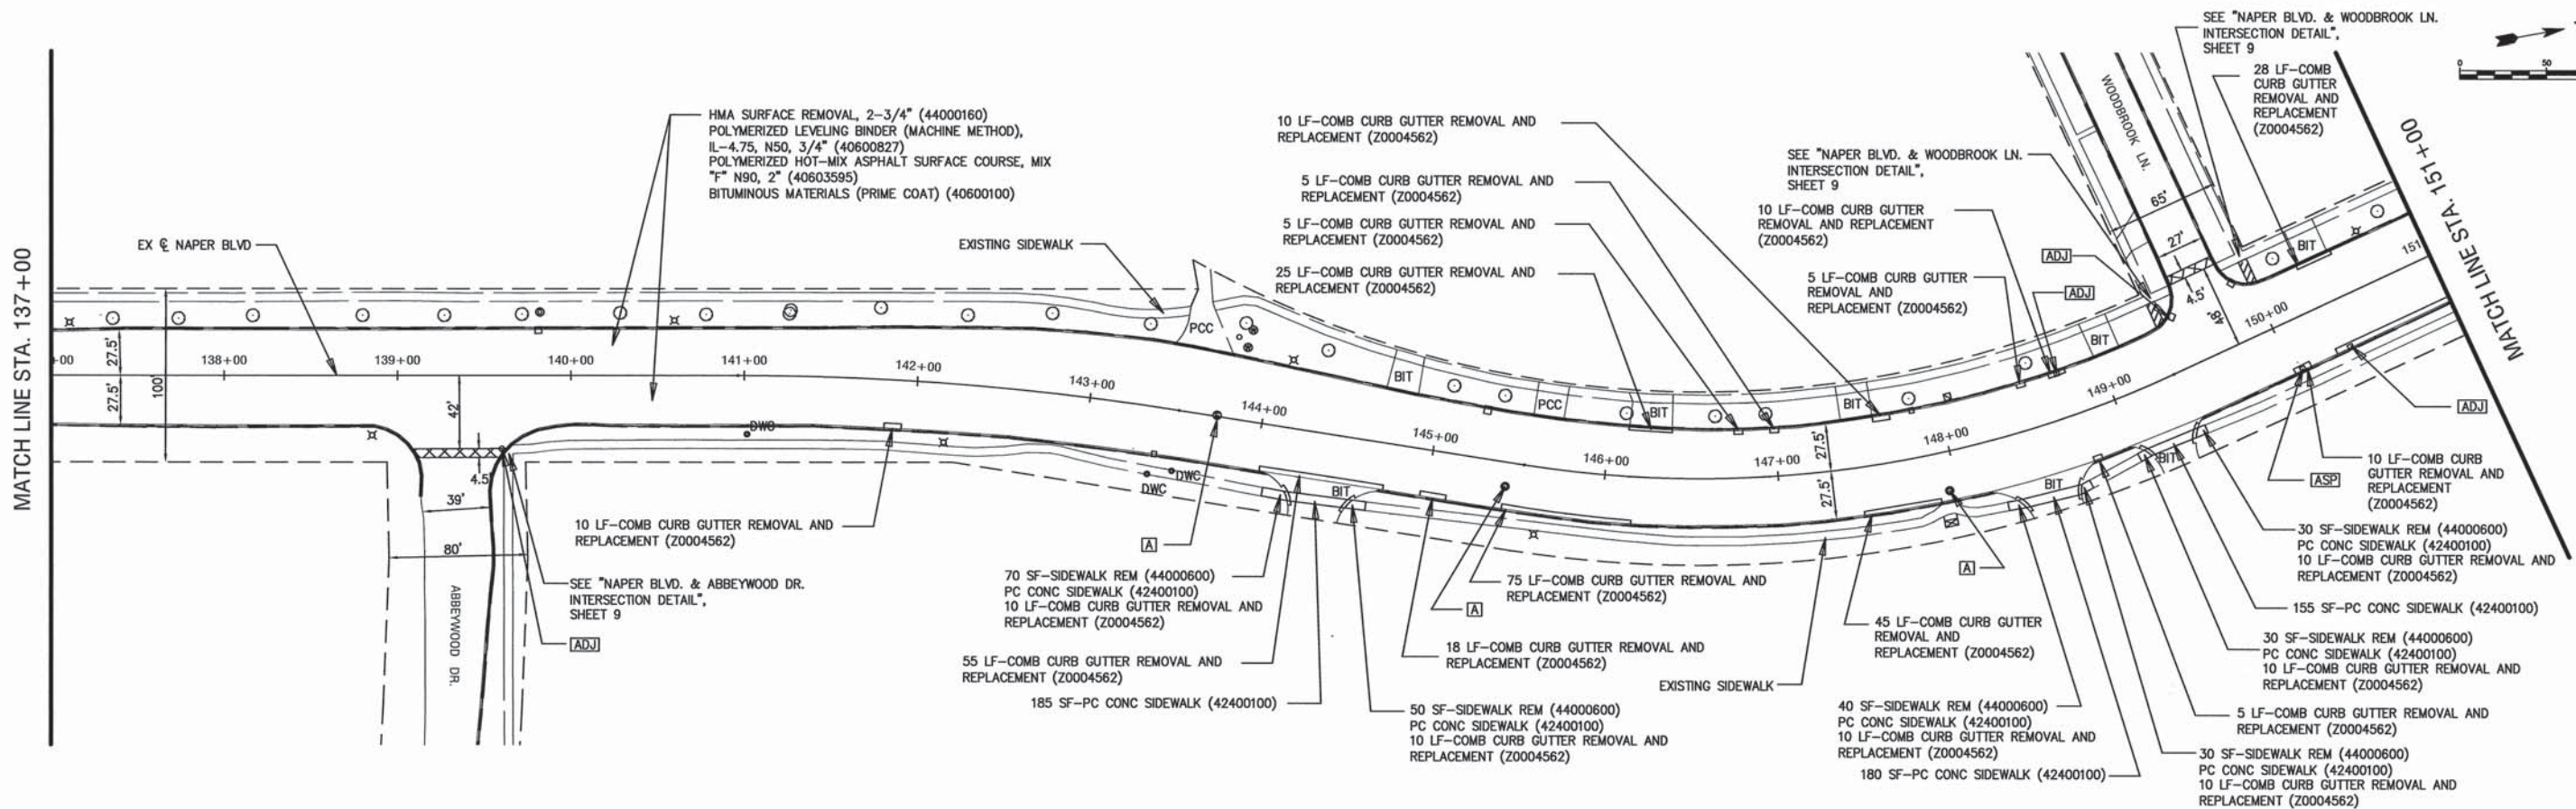 SEE "NAPER BLVD. & WOODBROOK LN.
INTERSECTION DETAIL",
SHEET 9
0
50
28 LF-COMB
CURB GUTTER
REMOVAL AND
REPLACEMENT
(Z0004562)
HMA SURFACE REMOVAL, 2-3/4" (44000160)
POLYMERIZED LEVELING BINDER (MACHINE METHOD),
IL-4.75, N50, 3/4" (40600827)
POLYMERIZED HOT-MIX ASPHALT SURFACE COURSE, MIX
"F" N90, 2" (40603595)
BITUMINOUS MATERIALS (PRIME COAT) (40600100)
10 LF-COMB CURB GUTTER REMOVAL AND
REPLACEMENT (Z0004562)
5 LF-COMB CURB GUTTER REMOVAL AND
REPLACEMENT (Z0004562)
5 LF-COMB CURB GUTTER REMOVAL AND
REPLACEMENT (Z0004562)
25 LF-COMB CURB GUTTER REMOVAL AND
REPLACEMENT (Z0004562)
SEE "NAPER BLVD. & WOODBROOK LN.
INTERSECTION DETAIL",
SHEET 9
10 LF-COMB CURB GUTTER
REMOVAL AND REPLACEMENT
(Z0004562)
5 LF-COMB CURB GUTTER
REMOVAL AND
REPLACEMENT
(Z0004562)
WOODBROOK LN.
65'
27'
4.5'
48'
ADJ
ADJ
BIT
MATCH LINE STA. 151+00
MATCH LINE STA. 137+00
EX ℄ NAPER BLVD
EXISTING SIDEWALK
PCC
BIT
PCC
BIT
BIT
BIT
+00
138+00
139+00
140+00
141+00
142+00
143+00
144+00
145+00
146+00
147+00
148+00
149+00
150+00
151
27.5'
27.5'
100'
42'
4.5'
39'
80'
27.5'
27.5'
DWC
DWC
DWC
BIT
BIT
BIT
ABBEYWOOD DR.
10 LF-COMB CURB GUTTER REMOVAL AND
REPLACEMENT (Z0004562)
SEE "NAPER BLVD. & ABBEYWOOD DR.
INTERSECTION DETAIL",
SHEET 9
ADJ
A
70 SF-SIDEWALK REM (44000600)
PC CONC SIDEWALK (42400100)
10 LF-COMB CURB GUTTER REMOVAL AND
REPLACEMENT (Z0004562)
55 LF-COMB CURB GUTTER REMOVAL AND
REPLACEMENT (Z0004562)
185 SF-PC CONC SIDEWALK (42400100)
75 LF-COMB CURB GUTTER REMOVAL AND
REPLACEMENT (Z0004562)
A
18 LF-COMB CURB GUTTER REMOVAL AND
REPLACEMENT (Z0004562)
50 SF-SIDEWALK REM (44000600)
PC CONC SIDEWALK (42400100)
10 LF-COMB CURB GUTTER REMOVAL AND
REPLACEMENT (Z0004562)
EXISTING SIDEWALK
A
45 LF-COMB CURB GUTTER
REMOVAL AND
REPLACEMENT (Z0004562)
40 SF-SIDEWALK REM (44000600)
PC CONC SIDEWALK (42400100)
10 LF-COMB CURB GUTTER REMOVAL AND
REPLACEMENT (Z0004562)
180 SF-PC CONC SIDEWALK (42400100)
ADJ
ASP
10 LF-COMB CURB
GUTTER REMOVAL AND
REPLACEMENT
(Z0004562)
30 SF-SIDEWALK REM (44000600)
PC CONC SIDEWALK (42400100)
10 LF-COMB CURB GUTTER REMOVAL AND
REPLACEMENT (Z0004562)
155 SF-PC CONC SIDEWALK (42400100)
30 SF-SIDEWALK REM (44000600)
PC CONC SIDEWALK (42400100)
10 LF-COMB CURB GUTTER REMOVAL AND
REPLACEMENT (Z0004562)
5 LF-COMB CURB GUTTER REMOVAL AND
REPLACEMENT (Z0004562)
30 SF-SIDEWALK REM (44000600)
PC CONC SIDEWALK (42400100)
10 LF-COMB CURB GUTTER REMOVAL AND
REPLACEMENT (Z0004562)